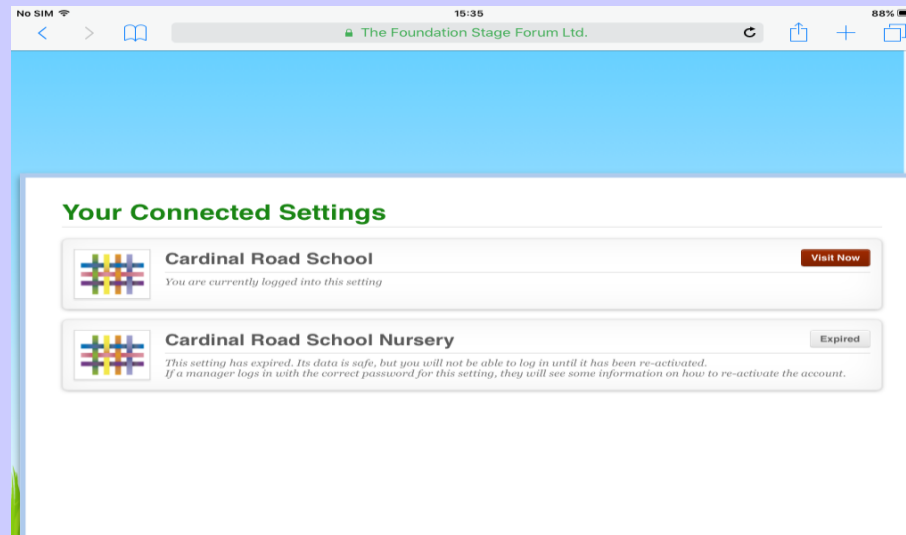 No SIM 15:35 88%
The Foundation Stage Forum Ltd.
Your Connected Settings
Cardinal Road School
Visit Now
You are currently logged into this setting
Cardinal Road School Nursery
Expired
This setting has expired. Its data is safe, but you will not be able to log in until it has been re-activated.
If a manager logs in with the correct password for this setting, they will see some information on how to re-activate the account.